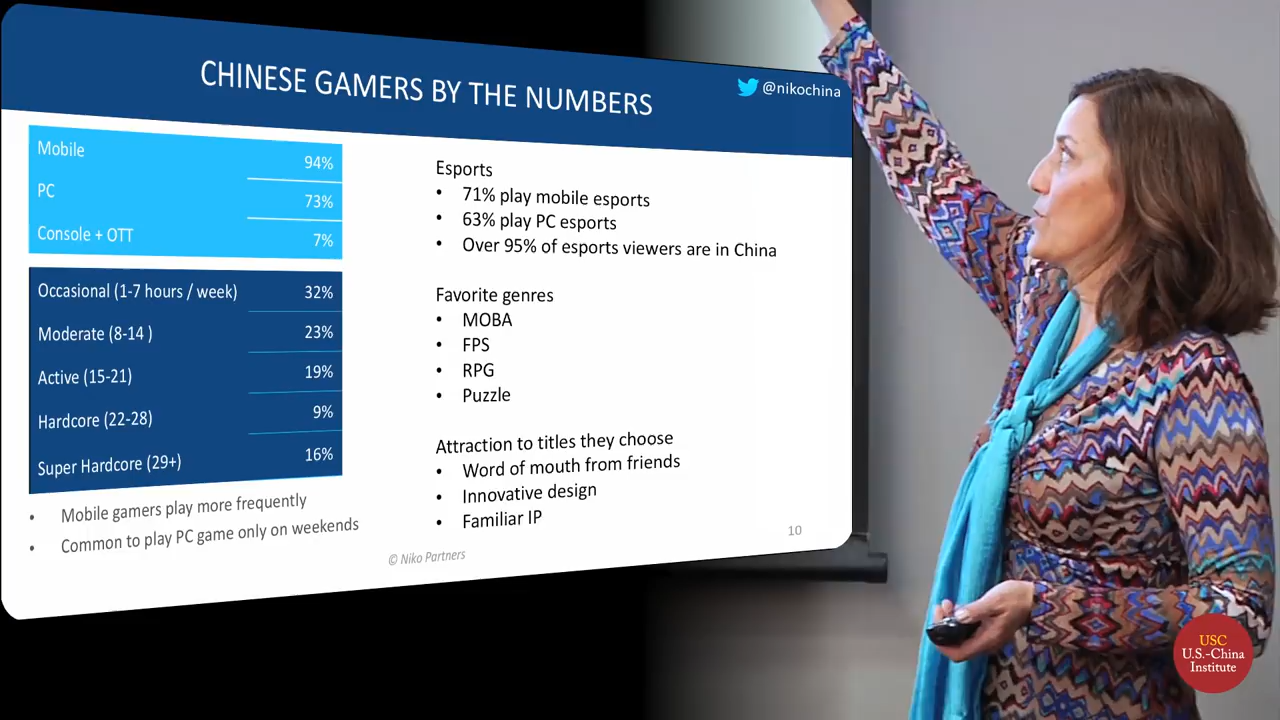 CHINESE GAMERS BY THE NUMBERS
@nikochina
Mobile 94%
PC 73%
Console + OTT 7%
Occasional (1-7 hours / week) 32%
Moderate (8-14 ) 23%
Active (15-21) 19%
Hardcore (22-28) 9%
Super Hardcore (29+) 16%
• Mobile gamers play more frequently
• Common to play PC game only on weekends
Esports
• 71% play mobile esports
• 63% play PC esports
• Over 95% of esports viewers are in China
Favorite genres
• MOBA
• FPS
• RPG
• Puzzle
Attraction to titles they choose
• Word of mouth from friends
• Innovative design
• Familiar IP
© Niko Partners
10
USC
U.S.-China
Institute